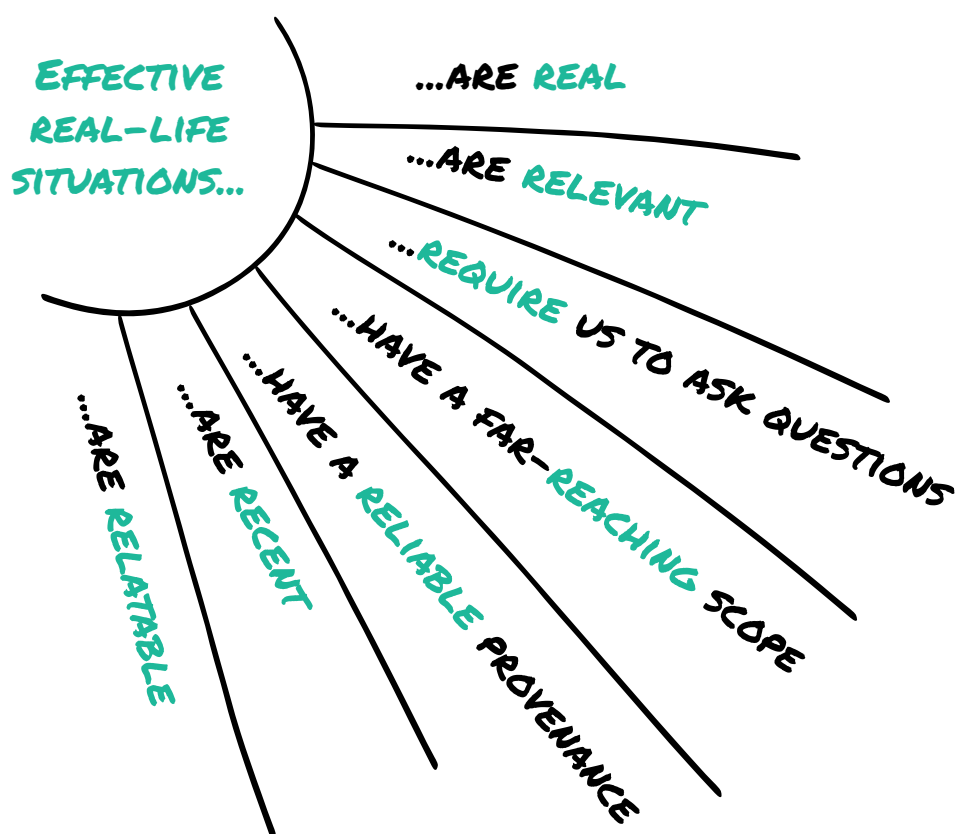 Effective
real-life
situations...
...are real
...are relevant
...require us to ask questions
...have a far-reaching scope
...have a reliable provenance
...are recent
...are relatable